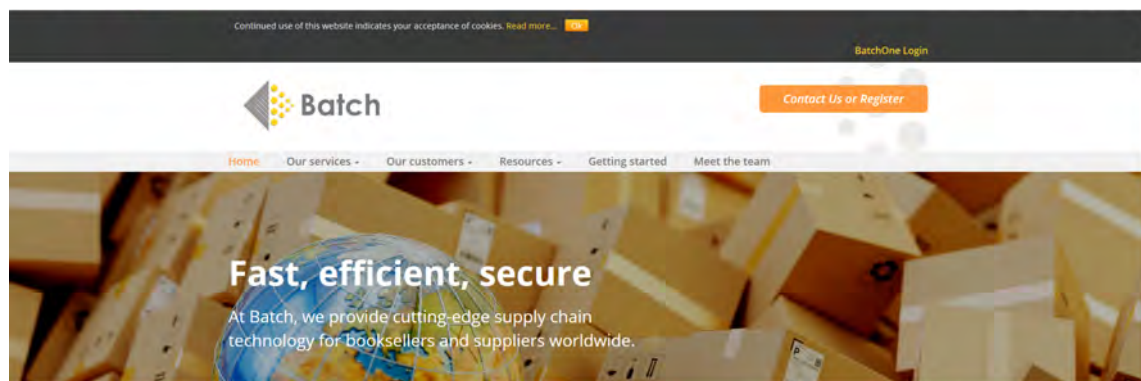 Continued use of this website indicates your acceptance of cookies. Read more... Ok
BatchOne Login
Batch
Contact Us or Register
Home Our services Our customers Resources Getting started Meet the team
Fast, efficient, secure
At Batch, we provide cutting-edge supply chain
technology for booksellers and suppliers worldwide.